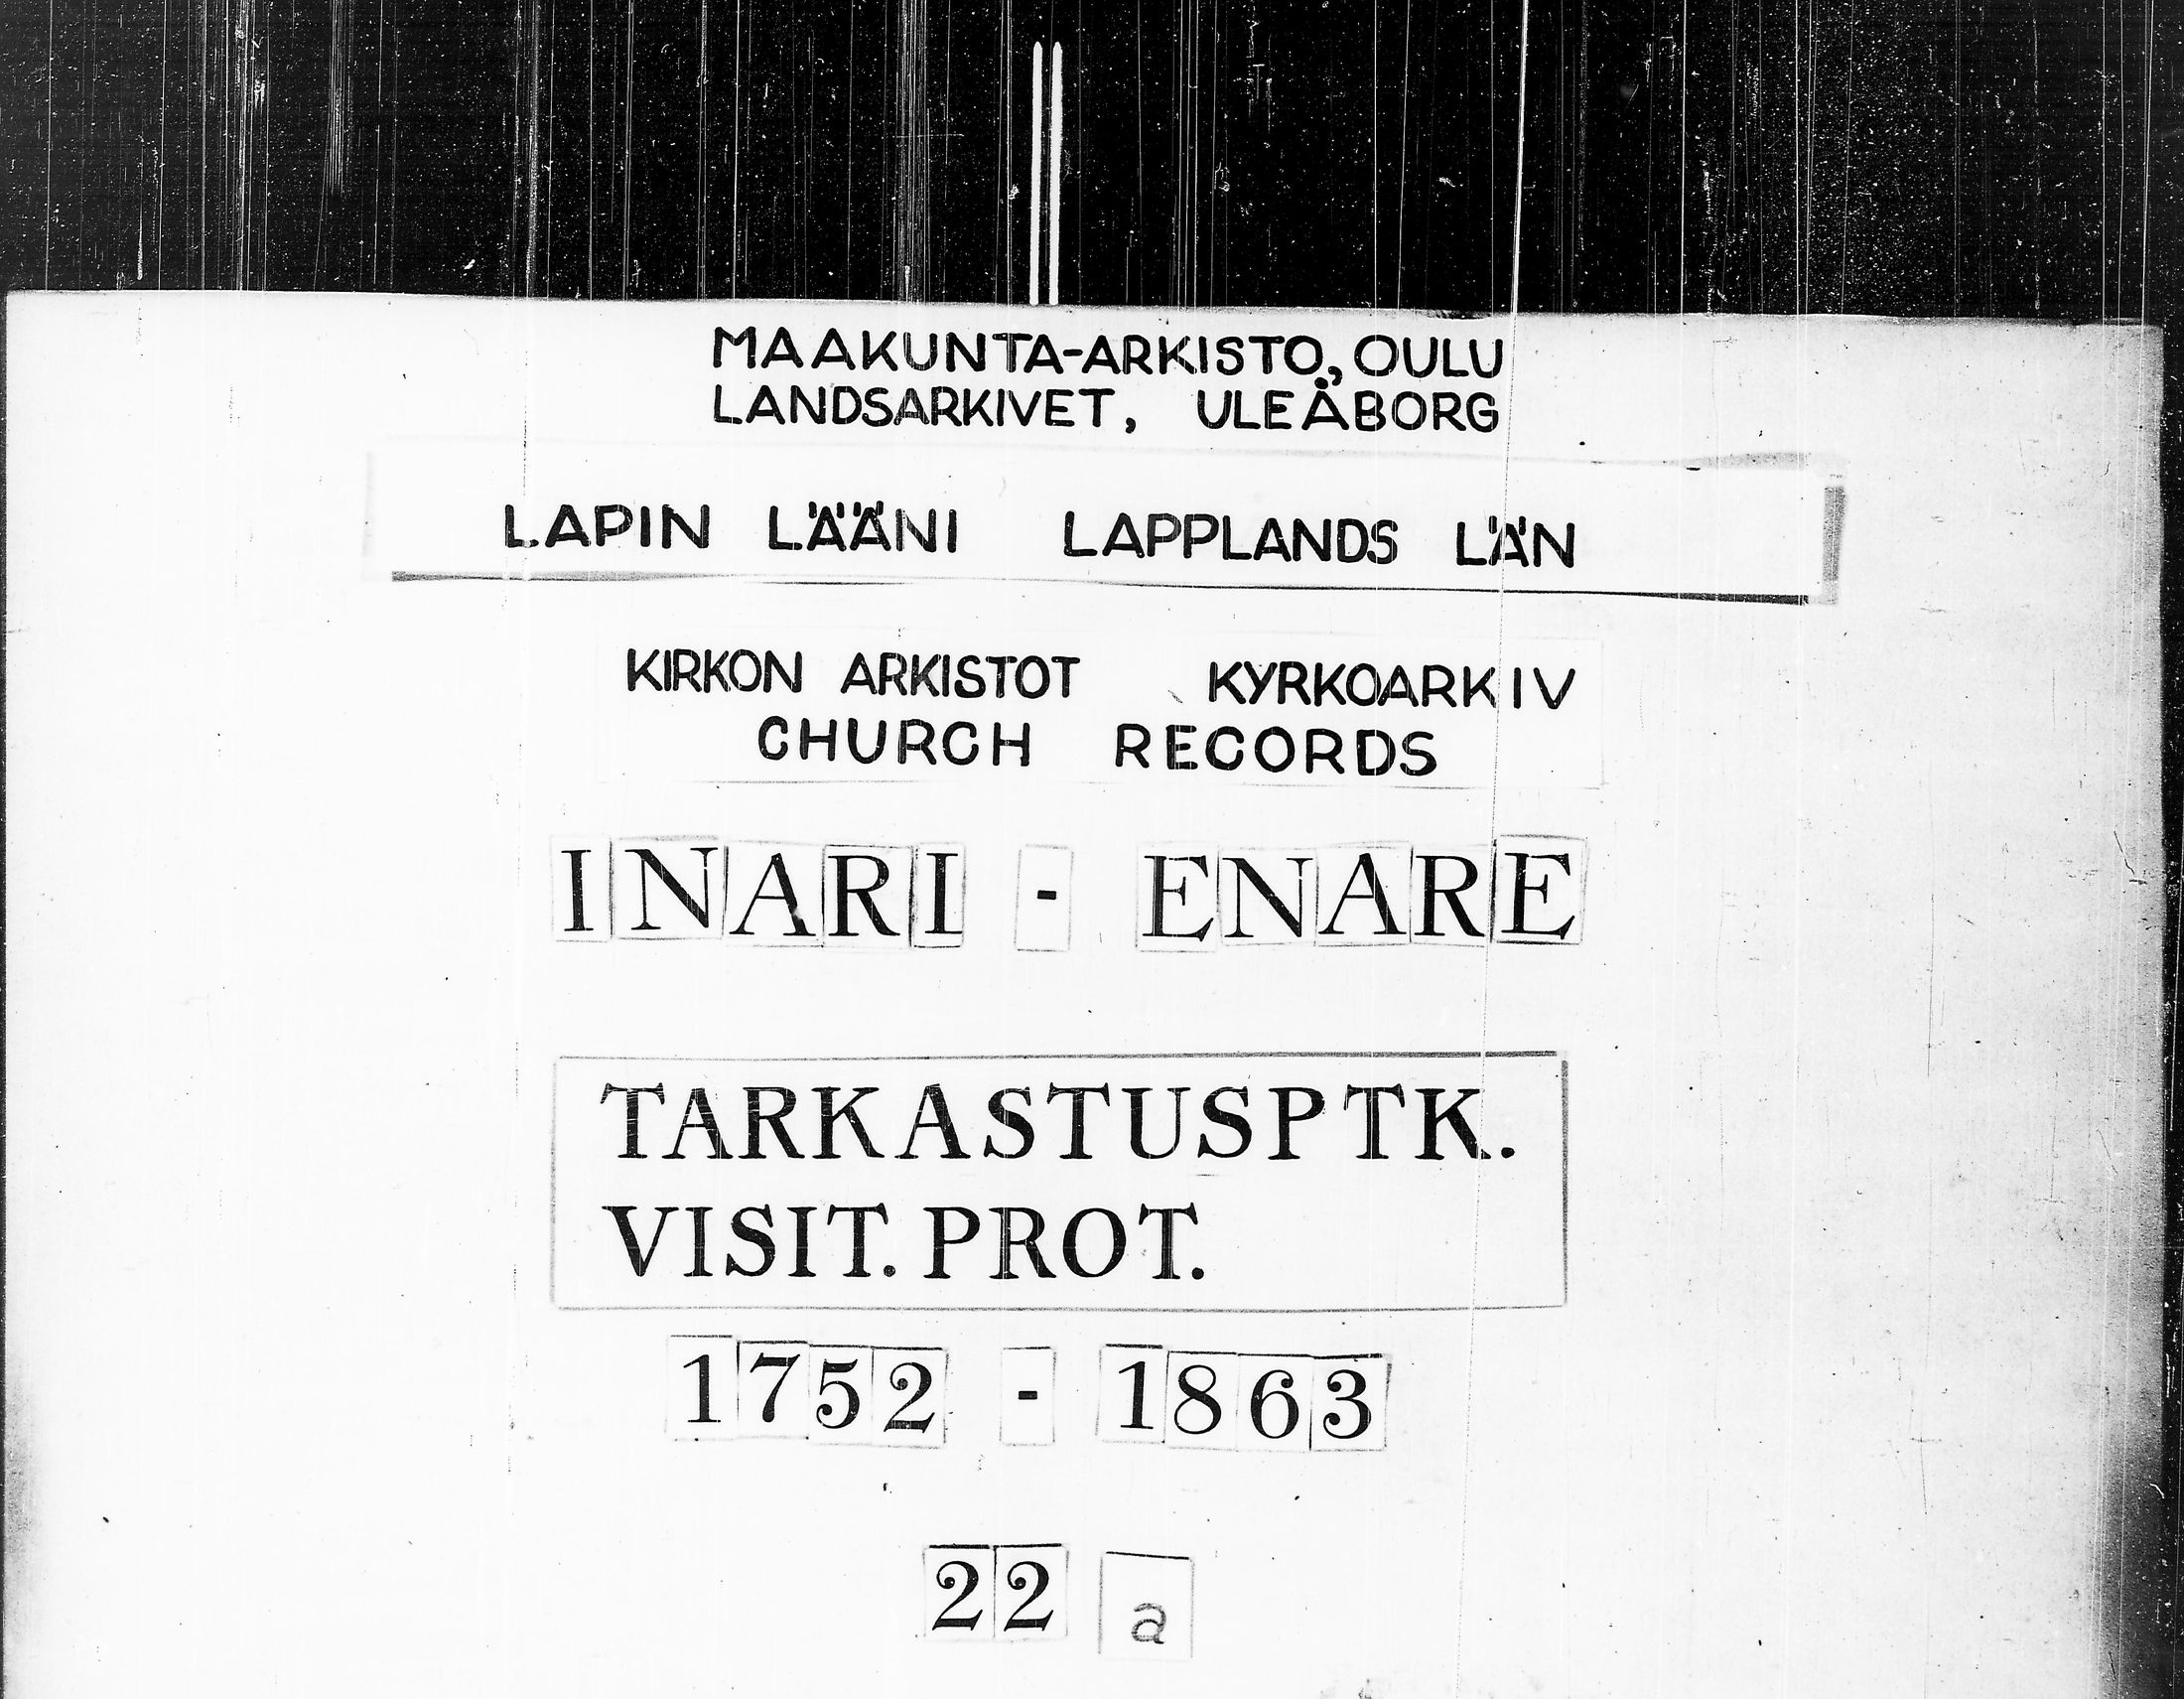 MAAKUNTA-ARKISTO, OULU
LANDSARKIVET, ULEÅBORG
LAPIN LÄÄNI LAPPLANDS LÄN
KIRKON ARKISTOT KYRKOARKIV
CHURCH RECORDS
INARI - ENARE
TARKASTUSPTK.
VISIT. PROT.
1752 - 1863
22 a